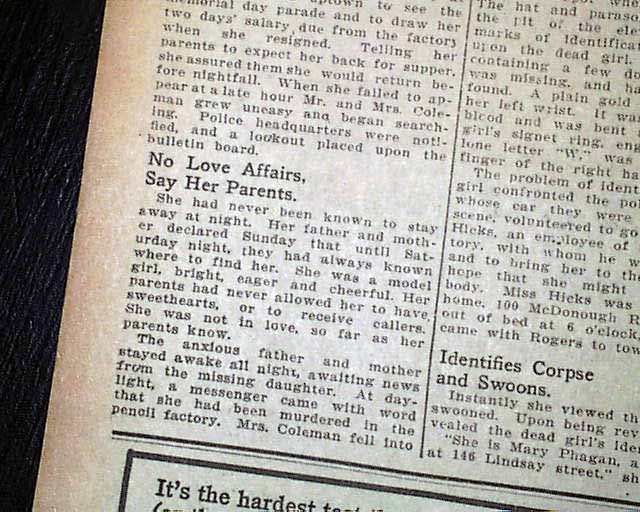 uptown to see the
memorial day parade and to draw her
two days' salary due from the factory
when she resigned. Telling her
parents to expect her back for supper,
she assured them she would return be-
fore nightfall. When she failed to ap-
pear at a late hour Mr. and Mrs. Cole-
man grew uneasy and began search-
ing. Police headquarters were noti-
fied, and a lookout placed upon the
bulletin board.
No Love Affairs,
Say Her Parents.
She had never been known to stay
away at night. Her father and moth-
er declared Sunday that until Sat-
urday night, they had always known
where to find her. She was a model
girl, bright, eager and cheerful. Her
parents had never allowed her to have
sweethearts, or to receive callers.
She was not in love, so far as her
parents know.
The anxious father and mother
stayed awake all night, awaiting news
from the missing daughter. At day-
light, a messenger came with word
that she had been murdered in the
pencil factory. Mrs. Coleman fell into
The hat and paraso
the pit of the ele
marks of identifica
upon the dead girl.
containing a few d
was missing, and ha
found. A plain gold
her left wrist. It wa
blood and was bent
girl's signet ring, eng
lone letter "W," was
finger of the right ha
The problem of ident
girl confronted the pol
whose car they were
scene, volunteered to go
Hicks, an employee of
tory, with whom he w
and to bring her to th
hope that she might
body. Miss Hicks was
home, 100 McDonough R
out of bed at 6 o'clock,
came with Rogers to tow
Identifies Corpse
and Swoons.
Instantly she viewed th
swooned. Upon being rev
vealed the dead girl's iden
"She is Mary Phagan, a
at 146 Lindsay street," sh
It's the hardest